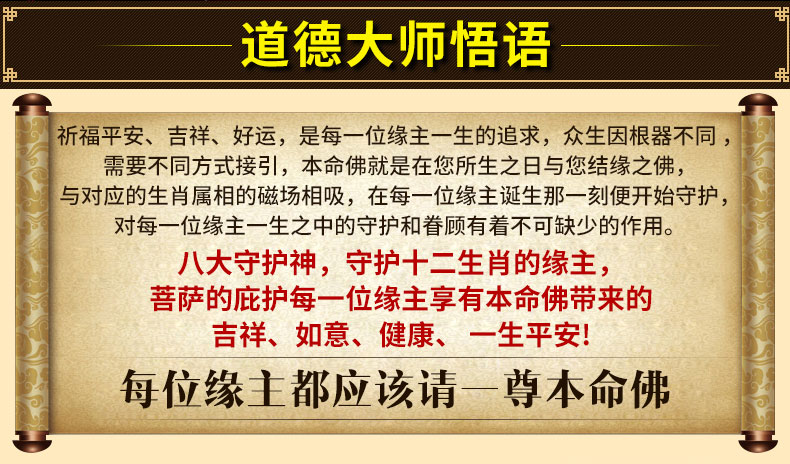 道德大师悟语
祈福平安、吉祥、好运，是每一位缘主一生的追求，众生因根器不同，
需要不同方式接引，本命佛就是在您所生之日与您结缘之佛，
与对应的生肖属相的磁场相吸，在每一位缘主诞生那一刻便开始守护，
对每一位缘主一生之中的守护和眷顾有着不可缺少的作用。
八大守护神，守护十二生肖的缘主，
菩萨的庇护每一位缘主享有本命佛带来的
吉祥、如意、健康、一生平安!
每位缘主都应该请一尊本命佛